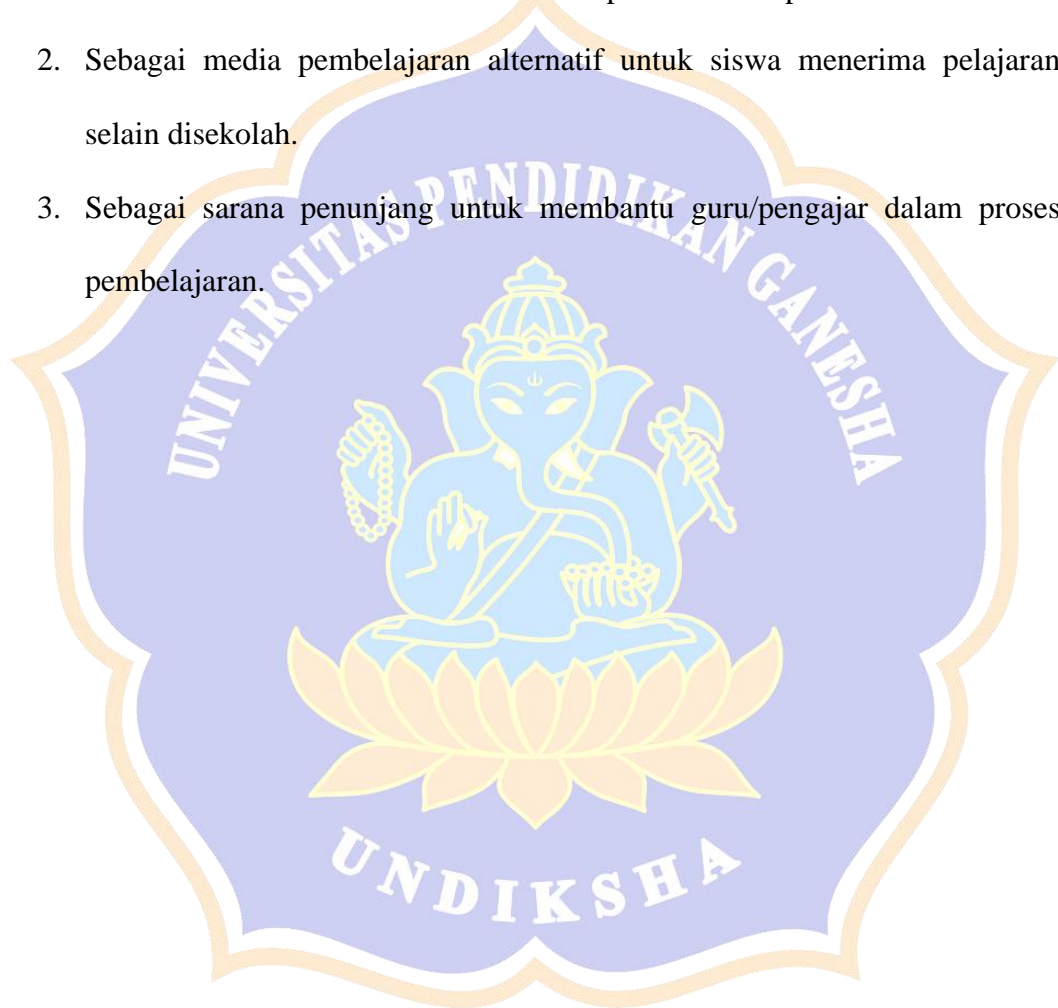 2. Sebagai media pembelajaran alternatif untuk siswa menerima pelajaran
selain disekolah.
3. Sebagai sarana penunjang untuk membantu guru/pengajar dalam proses
pembelajaran.
UNIVERSITAS PENDIDIKAN GANESHA
UNDIKSHA